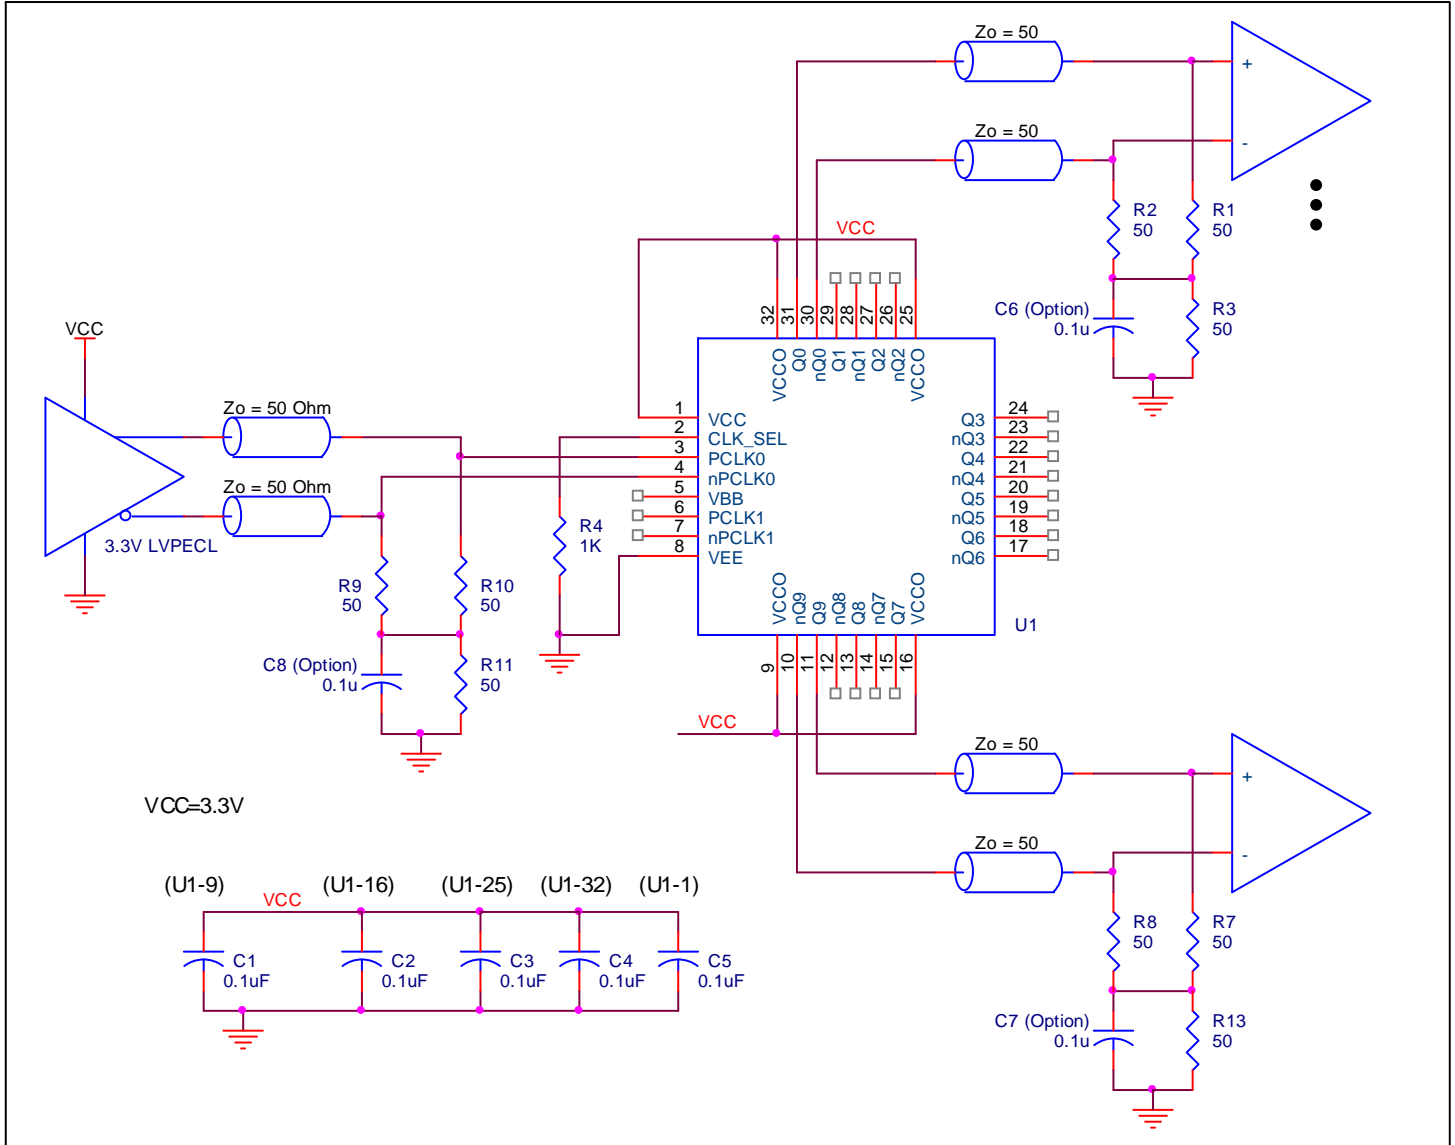 Zo = 50
+
Zo = 50
-
R2
50
R1
50
VCC
C6 (Option)
0.1u
R3
50
32
31
30
29
28
27
26
25
VCCO
Q0
nQ0
Q1
nQ1
Q2
nQ2
VCCO
VCC
Zo = 50 Ohm
Zo = 50 Ohm
3.3V LVPECL
1
2
3
4
5
6
7
8
VCC
CLK_SEL
PCLK0
nPCLK0
VBB
PCLK1
nPCLK1
VEE
Q3
nQ3
Q4
nQ4
Q5
nQ5
Q6
nQ6
24
23
22
21
20
19
18
17
R4
1K
R9
50
R10
50
C8 (Option)
0.1u
R11
50
VCCO
nQ9
Q9
nQ8
Q8
nQ7
Q7
VCCO
U1
9
10
11
12
13
14
15
16
VCC
Zo = 50
+
Zo = 50
-
R8
50
R7
50
C7 (Option)
0.1u
R13
50
VCC=3.3V
(U1-9)
(U1-16)
(U1-25)
(U1-32)
(U1-1)
VCC
C1
0.1uF
C2
0.1uF
C3
0.1uF
C4
0.1uF
C5
0.1uF